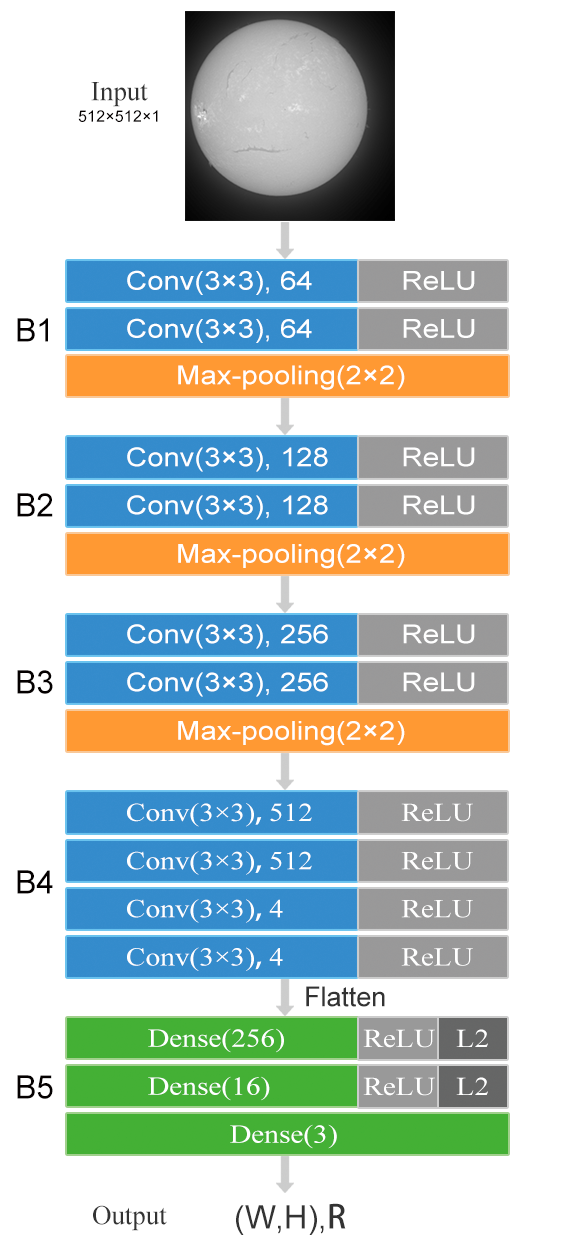 Input
512×512×1
Conv(3×3), 64 ReLU
B1
Conv(3×3), 64 ReLU
Max-pooling(2×2)
Conv(3×3), 128 ReLU
B2
Conv(3×3), 128 ReLU
Max-pooling(2×2)
Conv(3×3), 256 ReLU
B3
Conv(3×3), 256 ReLU
Max-pooling(2×2)
Conv(3×3), 512 ReLU
Conv(3×3), 512 ReLU
B4
Conv(3×3), 4 ReLU
Conv(3×3), 4 ReLU
Flatten
Dense(256) ReLU L2
B5
Dense(16) ReLU L2
Dense(3)
Output (W,H),R